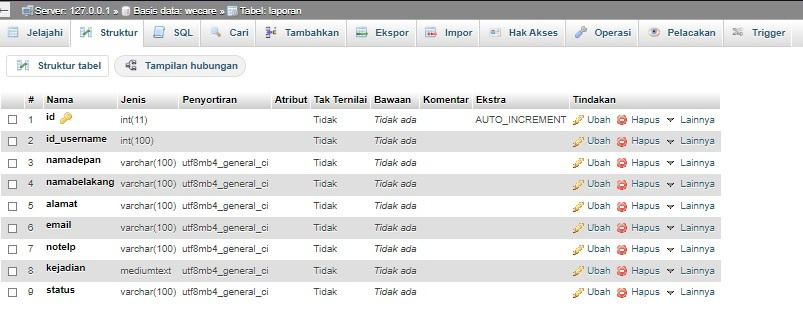 Server: 127.0.0.1 » Basis data: wecare » Tabel: laporan
Jelajahi Struktur SQL Cari Tambahkan Ekspor Impor Hak Akses Operasi Pelacakan Trigger
Struktur tabel Tampilan hubungan
# Nama Jenis Penyortiran Atribut Tak Ternilai Bawaan Komentar Ekstra Tindakan
1 id int(11) Tidak Tidak ada AUTO_INCREMENT Ubah Hapus Lainnya
2 id_username int(100) Tidak Tidak ada Ubah Hapus Lainnya
3 namadepan varchar(100) utf8mb4_general_ci Tidak Tidak ada Ubah Hapus Lainnya
4 namabelakang varchar(100) utf8mb4_general_ci Tidak Tidak ada Ubah Hapus Lainnya
5 alamat varchar(100) utf8mb4_general_ci Tidak Tidak ada Ubah Hapus Lainnya
6 email varchar(100) utf8mb4_general_ci Tidak Tidak ada Ubah Hapus Lainnya
7 notelp varchar(100) utf8mb4_general_ci Tidak Tidak ada Ubah Hapus Lainnya
8 kejadian mediumtext utf8mb4_general_ci Tidak Tidak ada Ubah Hapus Lainnya
9 status varchar(100) utf8mb4_general_ci Tidak Tidak ada Ubah Hapus Lainnya